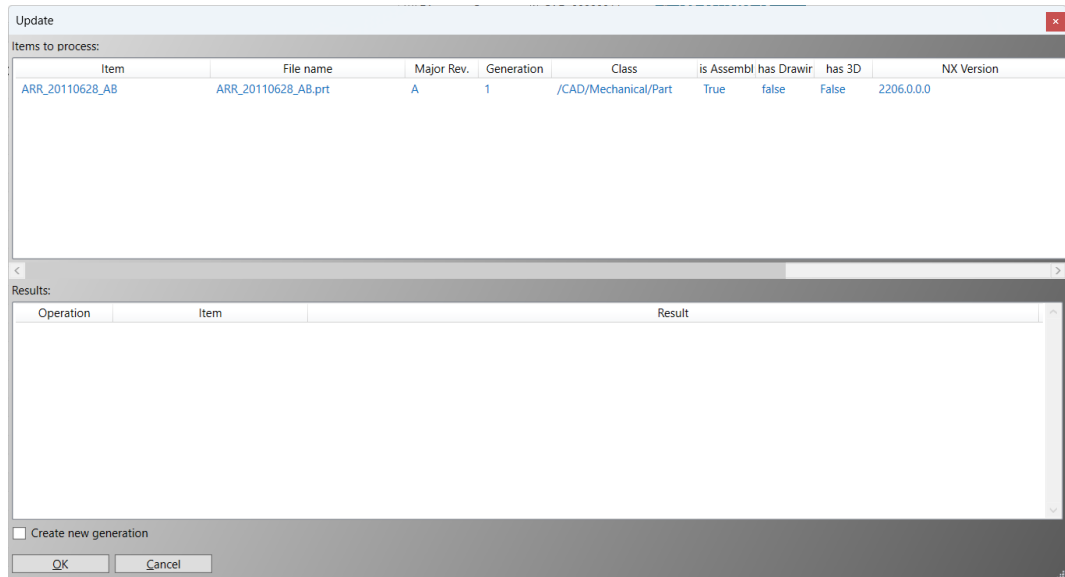 Update
Items to process:
Item File name Major Rev. Generation Class is Assembl has Drawir has 3D NX Version
ARR_20110628_AB ARR_20110628_AB.prt A 1 /CAD/Mechanical/Part True false False 2206.0.0.0
Results:
Operation Item Result
Create new generation
OK Cancel